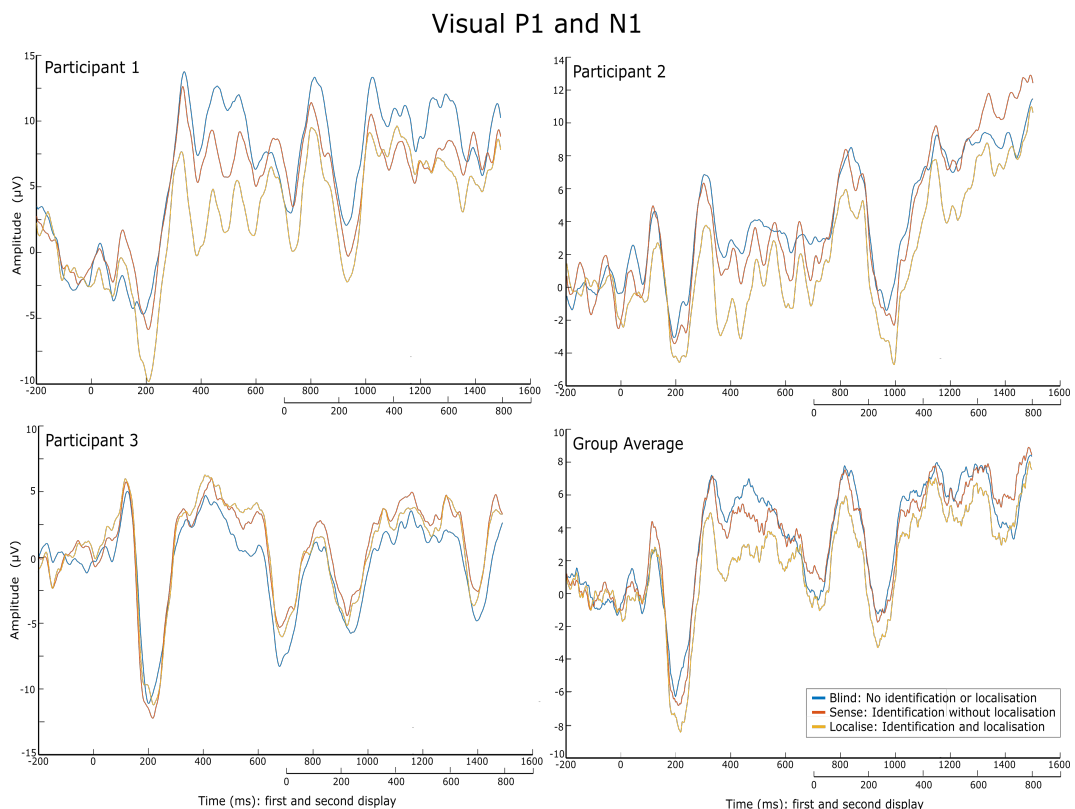 Visual P1 and N1
Participant 1
15
10
5
0
-5
-10
Amplitude (µV)
-200 0 200 400 600 800 1000 1200 1400 1600
0 200 400 600 800
Participant 2
14
12
10
8
6
4
2
0
-2
-4
-6
-200 0 200 400 600 800 1000 1200 1400 1600
0 200 400 600 800
Participant 3
10
5
0
-5
-10
-15
Amplitude (µV)
-200 0 200 400 600 800 1000 1200 1400 1600
0 200 400 600 800
Time (ms): first and second display
Group Average
10
8
6
4
2
0
-2
-4
-6
-8
-10
Blind: No identification or localisation
Sense: Identification without localisation
Localise: Identification and localisation
-200 0 200 400 600 800 1000 1200 1400 1600
0 200 400 600 800
Time (ms): first and second display